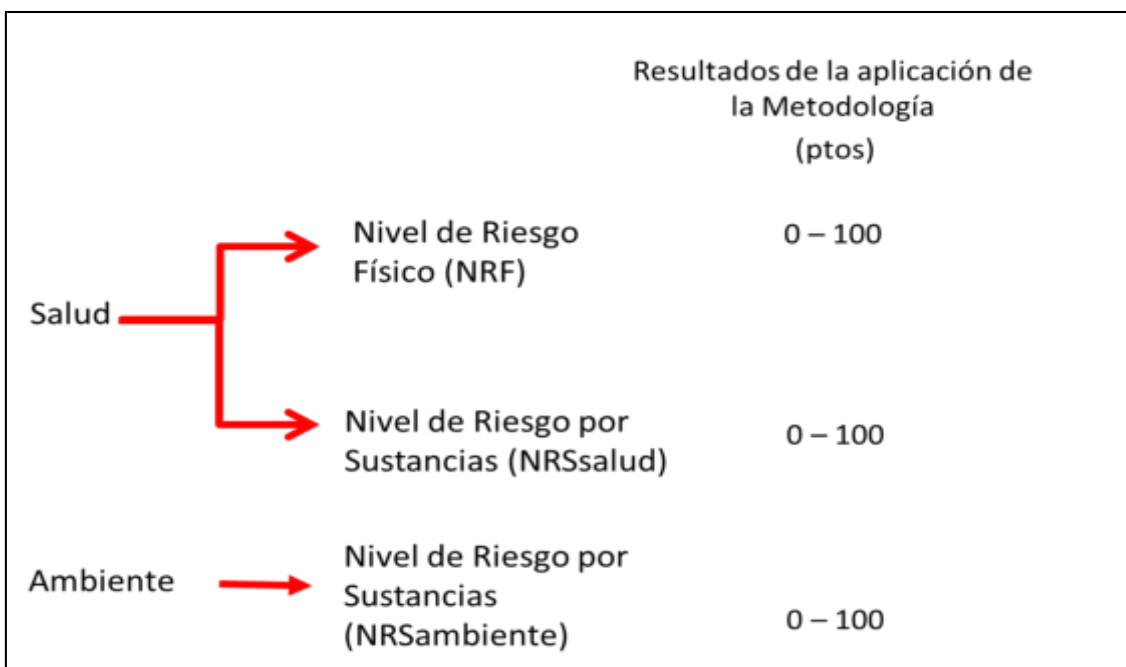 Resultados de la aplicación de
la Metodología
(ptos)
Nivel de Riesgo
Físico (NRF)
0 – 100
Salud
Nivel de Riesgo por
Sustancias (NRSsalud)
0 – 100
Ambiente
Nivel de Riesgo por
Sustancias
(NRSambiente)
0 – 100